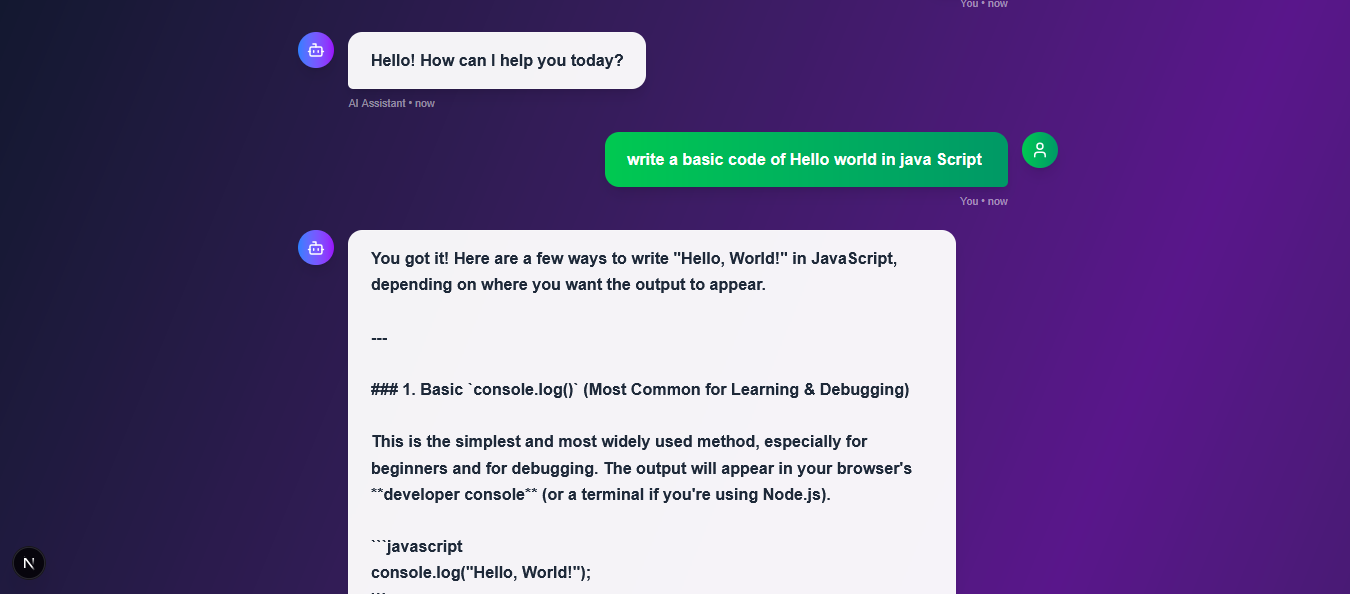 You • now
Hello! How can I help you today?
AI Assistant • now
write a basic code of Hello world in java Script
You • now
You got it! Here are a few ways to write "Hello, World!" in JavaScript,
depending on where you want the output to appear.
---
### 1. Basic `console.log()` (Most Common for Learning & Debugging)
This is the simplest and most widely used method, especially for
beginners and for debugging. The output will appear in your browser's
**developer console** (or a terminal if you're using Node.js).
```javascript
console.log("Hello, World!");
```
N